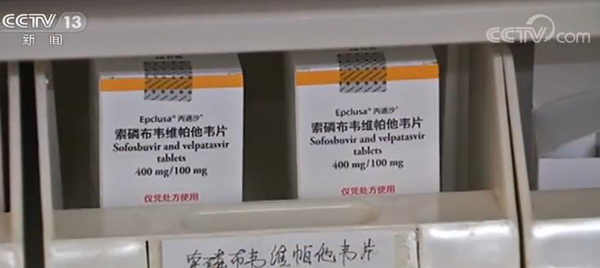 CCTV 13
新闻
CCTV.com
Epclusa® 丙通沙®
索磷布韦维帕他韦片
Sofosbuvir and velpatasvir
tablets
400 mg/100 mg
仅凭处方使用
Epclusa® 丙通沙®
索磷布韦维帕他韦片
Sofosbuvir and velpatasvir
tablets
400 mg/100 mg
仅凭处方使用
索磷布韦维帕他韦片